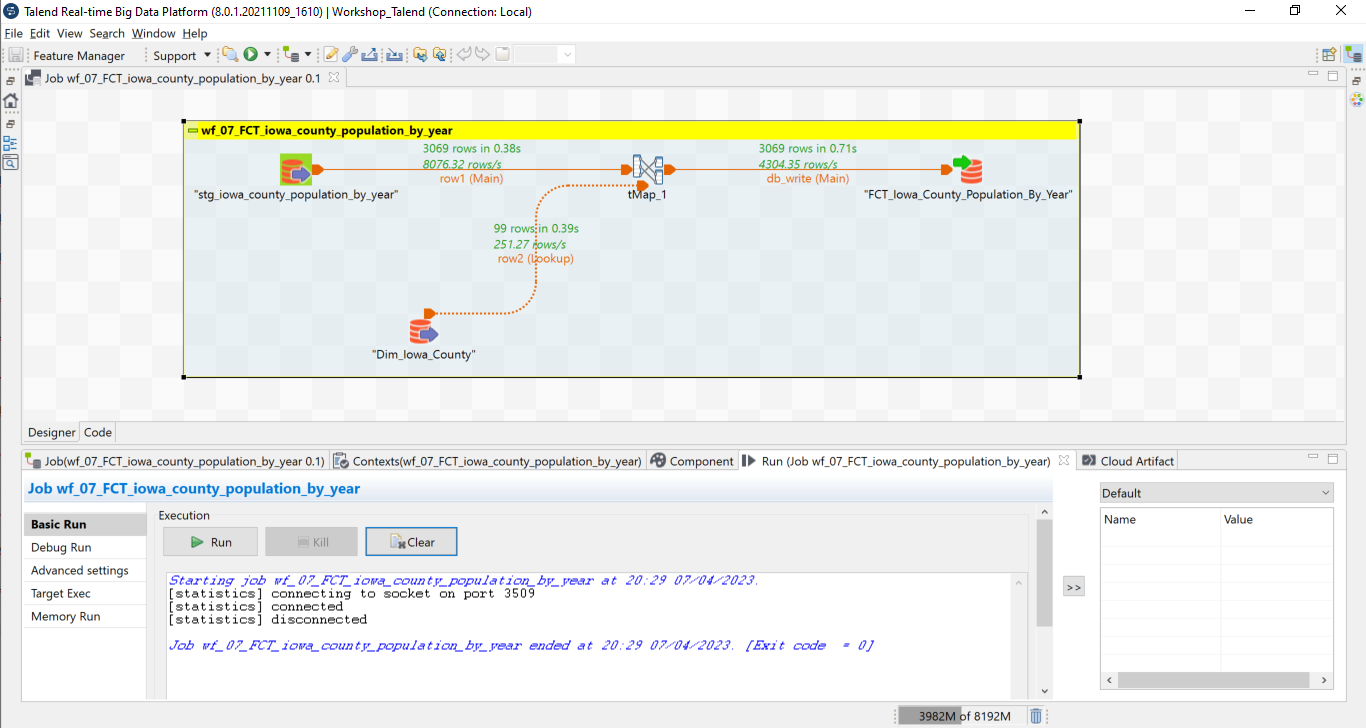 Talend Real-time Big Data Platform (8.0.1.20211109_1610) | Workshop_Talend (Connection: Local)
File Edit View Search Window Help
Feature Manager Support
Job wf_07_FCT_iowa_county_population_by_year 0.1
wf_07_FCT_iowa_county_population_by_year
3069 rows in 0.38s
8076.32 rows/s
row1 (Main)
3069 rows in 0.71s
4304.35 rows/s
db_write (Main)
"stg_iowa_county_population_by_year"
tMap_1
"FCT_Iowa_County_Population_By_Year"
99 rows in 0.39s
251.27 rows/s
row2 (Lookup)
"Dim_Iowa_County"
Designer Code
Job(wf_07_FCT_iowa_county_population_by_year 0.1) Contexts(wf_07_FCT_iowa_county_population_by_year) Component Run (Job wf_07_FCT_iowa_county_population_by_year) Cloud Artifact
Job wf_07_FCT_iowa_county_population_by_year
Basic Run
Debug Run
Advanced settings
Target Exec
Memory Run
Execution
Run Kill Clear
Starting job wf_07_FCT_iowa_county_population_by_year at 20:29 07/04/2023.
[statistics] connecting to socket on port 3509
[statistics] connected
[statistics] disconnected
Job wf_07_FCT_iowa_county_population_by_year ended at 20:29 07/04/2023. [Exit code = 0]
>>
Default
Name Value
3982M of 8192M